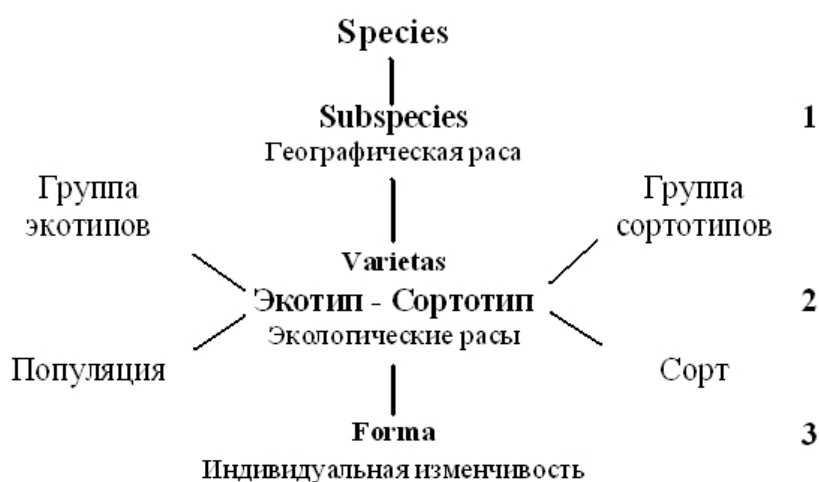 Species
Subspecies 1
Географическая раса
Группа экотипов
Группа сортотипов
Varietas
Экотип - Сортотип 2
Экологические расы
Популяция
Сорт
Forma 3
Индивидуальная изменчивость